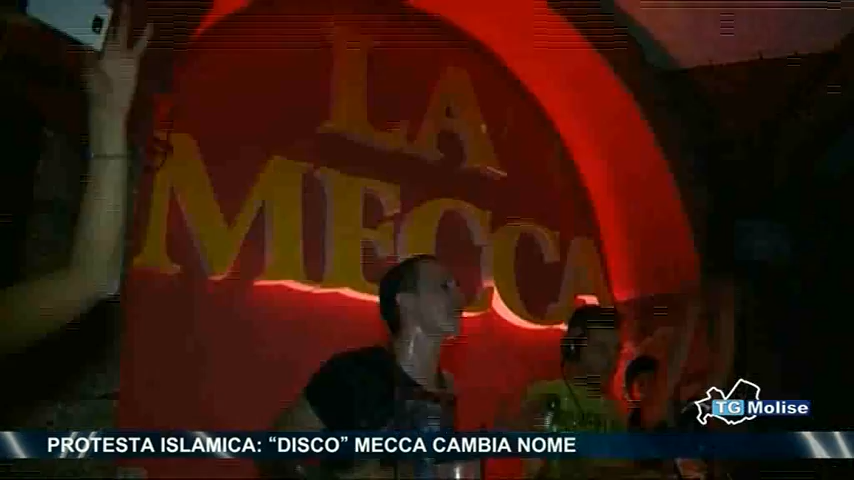 LA
MECCA
TG Molise
PROTESTA ISLAMICA: “DISCO” MECCA CAMBIA NOME